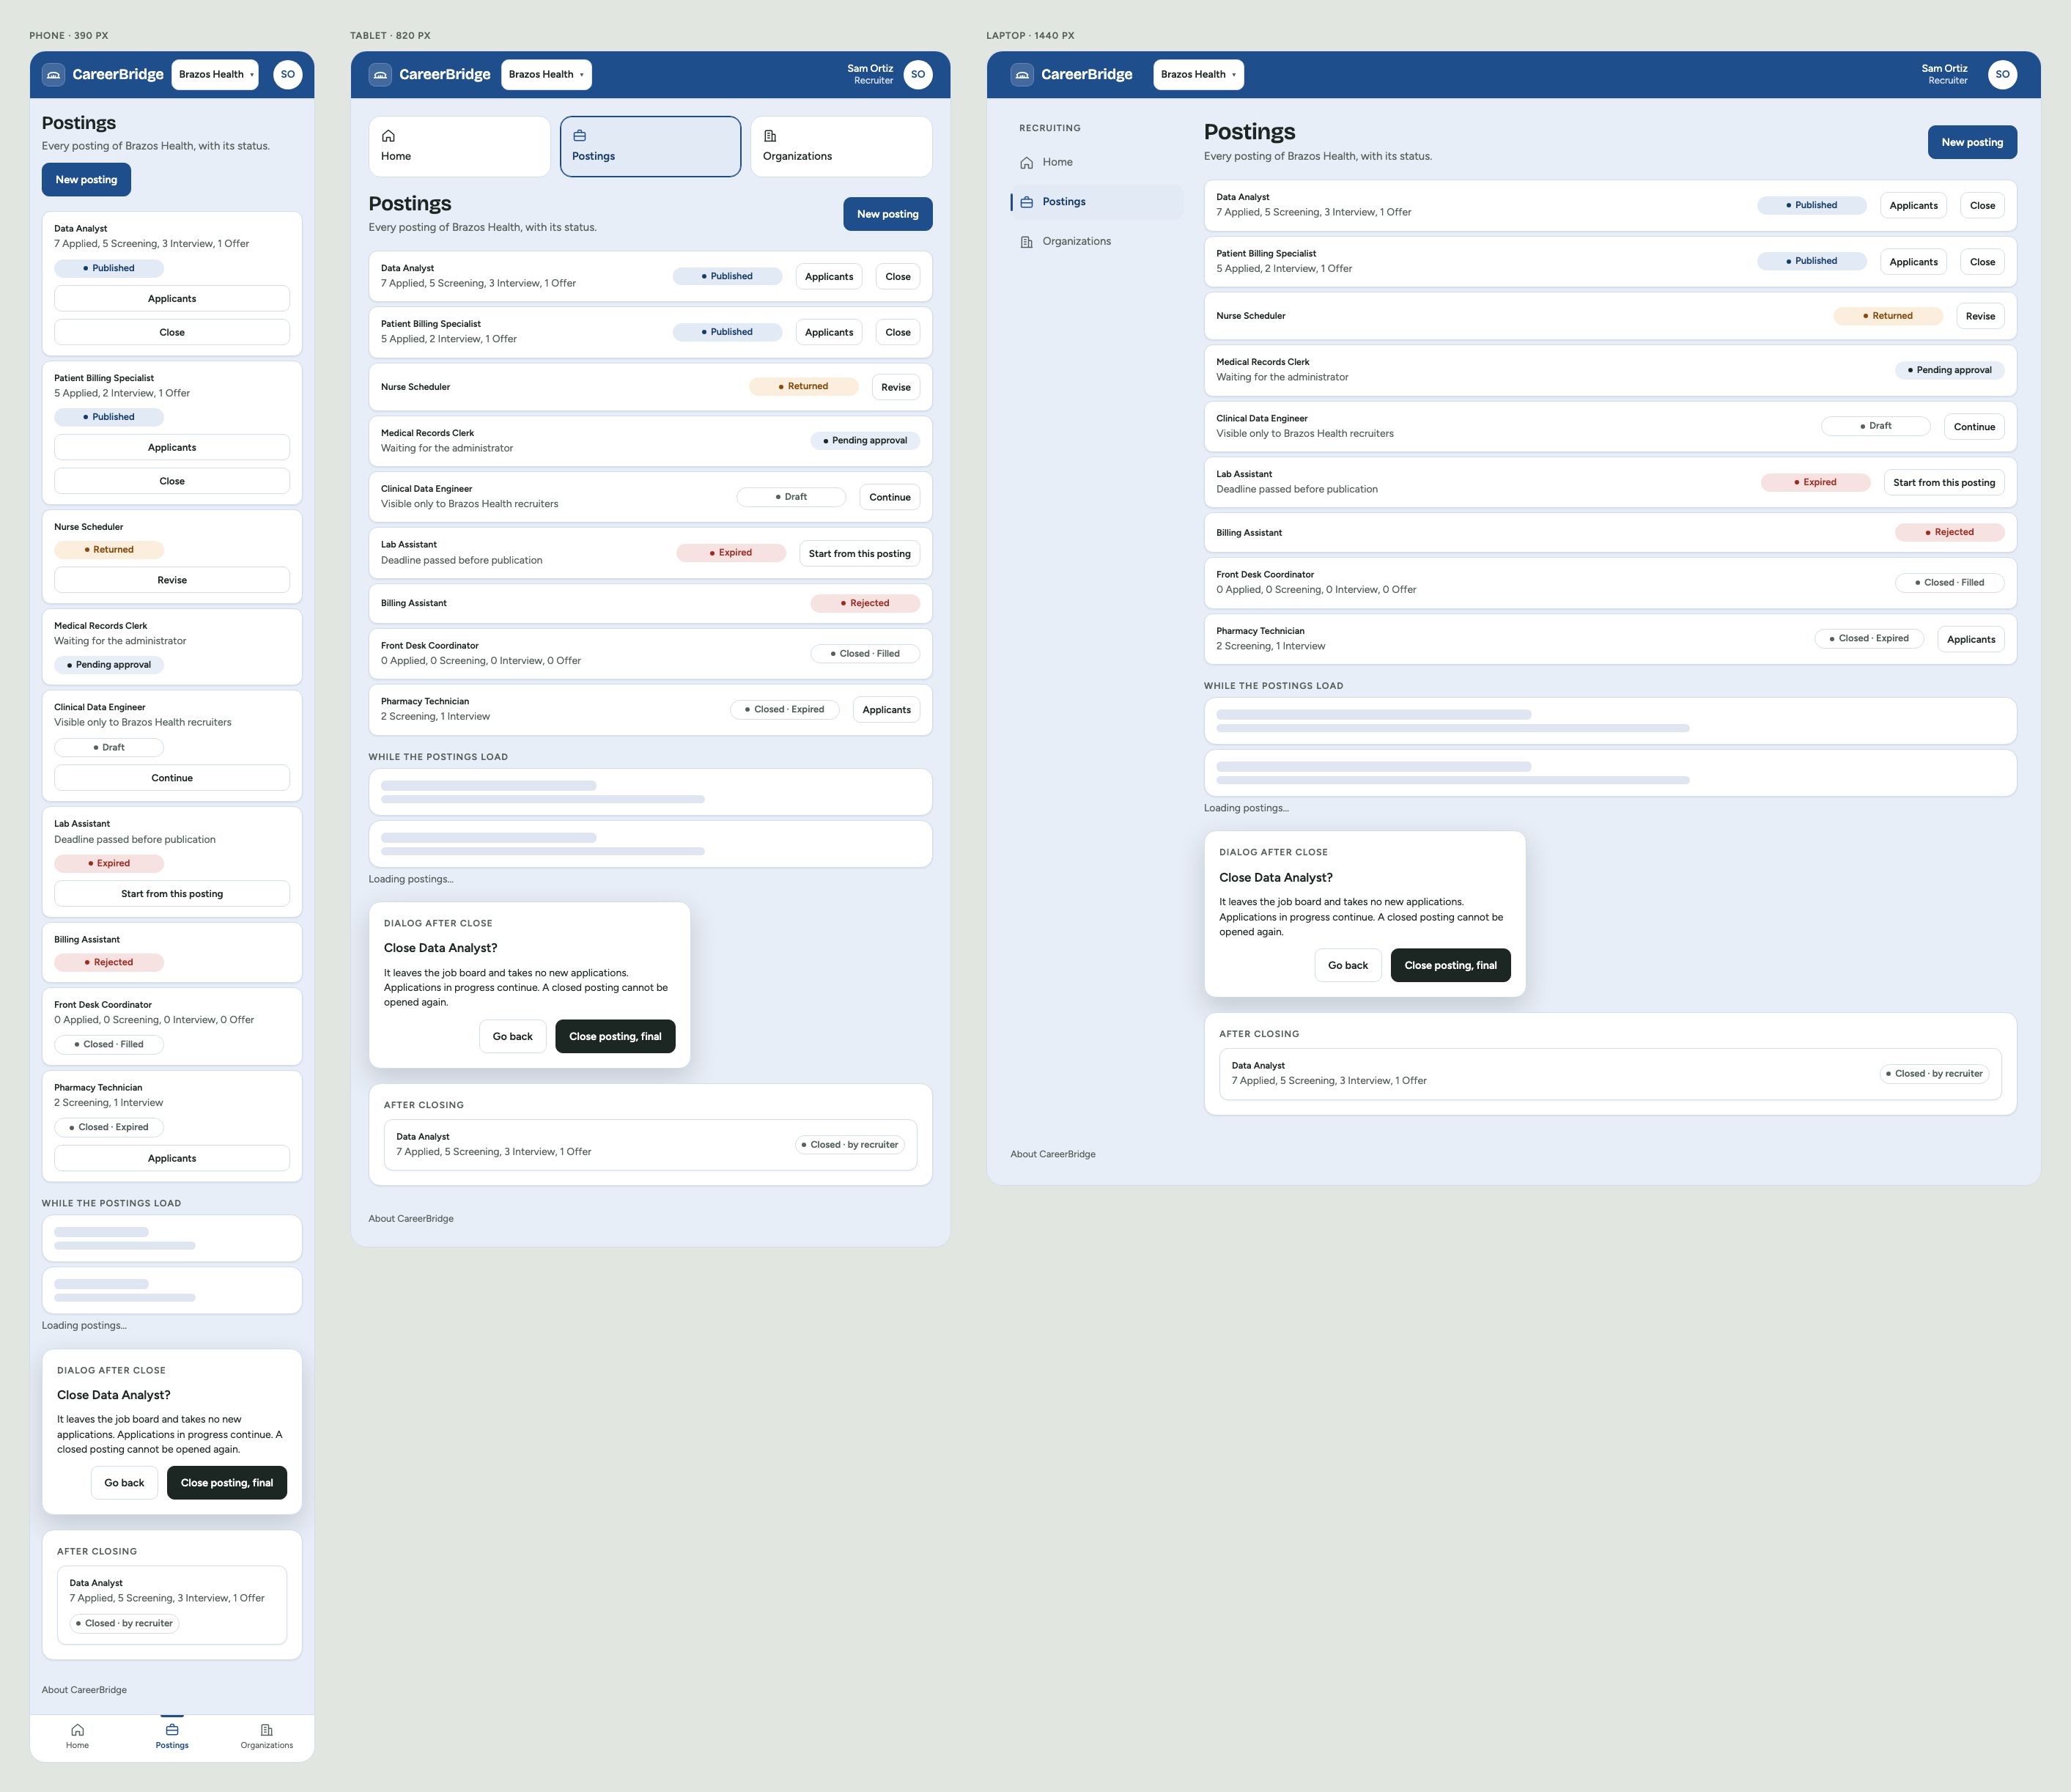 PHONE · 390 PX
CareerBridge
Brazos Health ▾
SO
Postings
Every posting of Brazos Health, with its status.
New posting
Data Analyst
7 Applied, 5 Screening, 3 Interview, 1 Offer
• Published
Applicants
Close
Patient Billing Specialist
5 Applied, 2 Interview, 1 Offer
• Published
Applicants
Close
Nurse Scheduler
• Returned
Revise
Medical Records Clerk
Waiting for the administrator
• Pending approval
Clinical Data Engineer
Visible only to Brazos Health recruiters
• Draft
Continue
Lab Assistant
Deadline passed before publication
• Expired
Start from this posting
Billing Assistant
• Rejected
Front Desk Coordinator
0 Applied, 0 Screening, 0 Interview, 0 Offer
• Closed · Filled
Pharmacy Technician
2 Screening, 1 Interview
• Closed · Expired
Applicants
WHILE THE POSTINGS LOAD
Loading postings...
DIALOG AFTER CLOSE
Close Data Analyst?
It leaves the job board and takes no new
applications. Applications in progress continue. A
closed posting cannot be opened again.
Go back
Close posting, final
AFTER CLOSING
Data Analyst
7 Applied, 5 Screening, 3 Interview, 1 Offer
• Closed · by recruiter
About CareerBridge
Home
Postings
Organizations
TABLET · 820 PX
CareerBridge
Brazos Health ▾
Sam Ortiz
Recruiter
SO
Home
Postings
Organizations
Postings
Every posting of Brazos Health, with its status.
New posting
Data Analyst
7 Applied, 5 Screening, 3 Interview, 1 Offer
• Published
Applicants
Close
Patient Billing Specialist
5 Applied, 2 Interview, 1 Offer
• Published
Applicants
Close
Nurse Scheduler
• Returned
Revise
Medical Records Clerk
Waiting for the administrator
• Pending approval
Clinical Data Engineer
Visible only to Brazos Health recruiters
• Draft
Continue
Lab Assistant
Deadline passed before publication
• Expired
Start from this posting
Billing Assistant
• Rejected
Front Desk Coordinator
0 Applied, 0 Screening, 0 Interview, 0 Offer
• Closed · Filled
Pharmacy Technician
2 Screening, 1 Interview
• Closed · Expired
Applicants
WHILE THE POSTINGS LOAD
Loading postings...
DIALOG AFTER CLOSE
Close Data Analyst?
It leaves the job board and takes no new applications.
Applications in progress continue. A closed posting cannot be
opened again.
Go back
Close posting, final
AFTER CLOSING
Data Analyst
7 Applied, 5 Screening, 3 Interview, 1 Offer
• Closed · by recruiter
About CareerBridge
LAPTOP · 1440 PX
CareerBridge
Brazos Health ▾
Sam Ortiz
Recruiter
SO
RECRUITING
Home
Postings
Organizations
Postings
Every posting of Brazos Health, with its status.
New posting
Data Analyst
7 Applied, 5 Screening, 3 Interview, 1 Offer
• Published
Applicants
Close
Patient Billing Specialist
5 Applied, 2 Interview, 1 Offer
• Published
Applicants
Close
Nurse Scheduler
• Returned
Revise
Medical Records Clerk
Waiting for the administrator
• Pending approval
Clinical Data Engineer
Visible only to Brazos Health recruiters
• Draft
Continue
Lab Assistant
Deadline passed before publication
• Expired
Start from this posting
Billing Assistant
• Rejected
Front Desk Coordinator
0 Applied, 0 Screening, 0 Interview, 0 Offer
• Closed · Filled
Pharmacy Technician
2 Screening, 1 Interview
• Closed · Expired
Applicants
WHILE THE POSTINGS LOAD
Loading postings...
DIALOG AFTER CLOSE
Close Data Analyst?
It leaves the job board and takes no new applications.
Applications in progress continue. A closed posting cannot be
opened again.
Go back
Close posting, final
AFTER CLOSING
Data Analyst
7 Applied, 5 Screening, 3 Interview, 1 Offer
• Closed · by recruiter
About CareerBridge